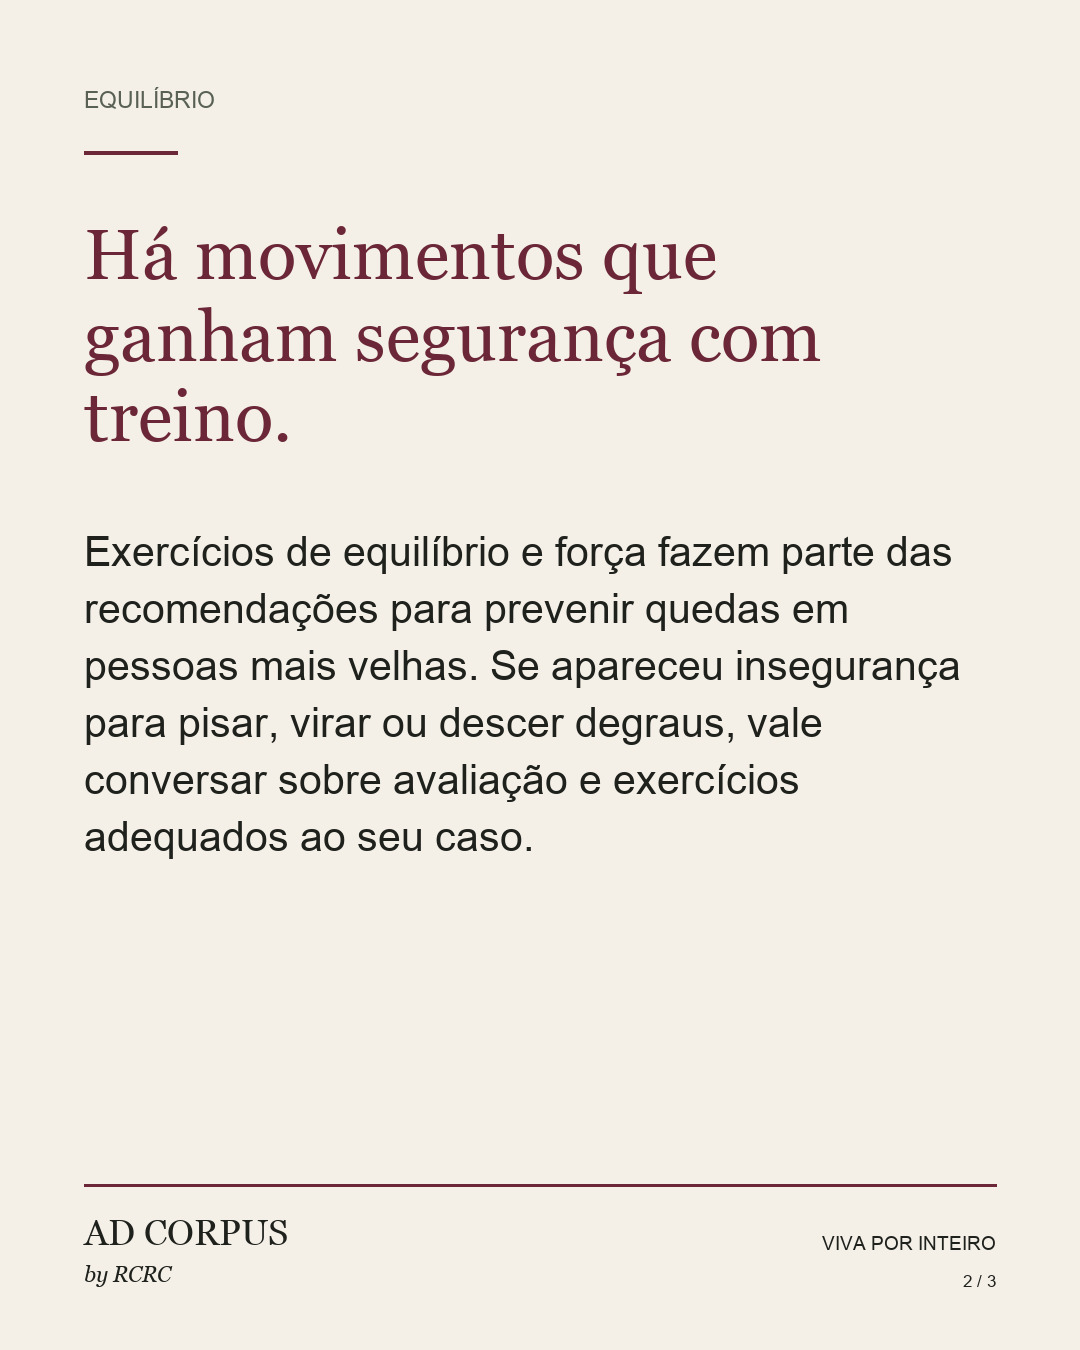 EQUILÍBRIO
Há movimentos que
ganham segurança com
treino.
Exercícios de equilíbrio e força fazem parte das
recomendações para prevenir quedas em
pessoas mais velhas. Se apareceu insegurança
para pisar, virar ou descer degraus, vale
conversar sobre avaliação e exercícios
adequados ao seu caso.
AD CORPUS
by RCRC
VIVA POR INTEIRO
2 / 3